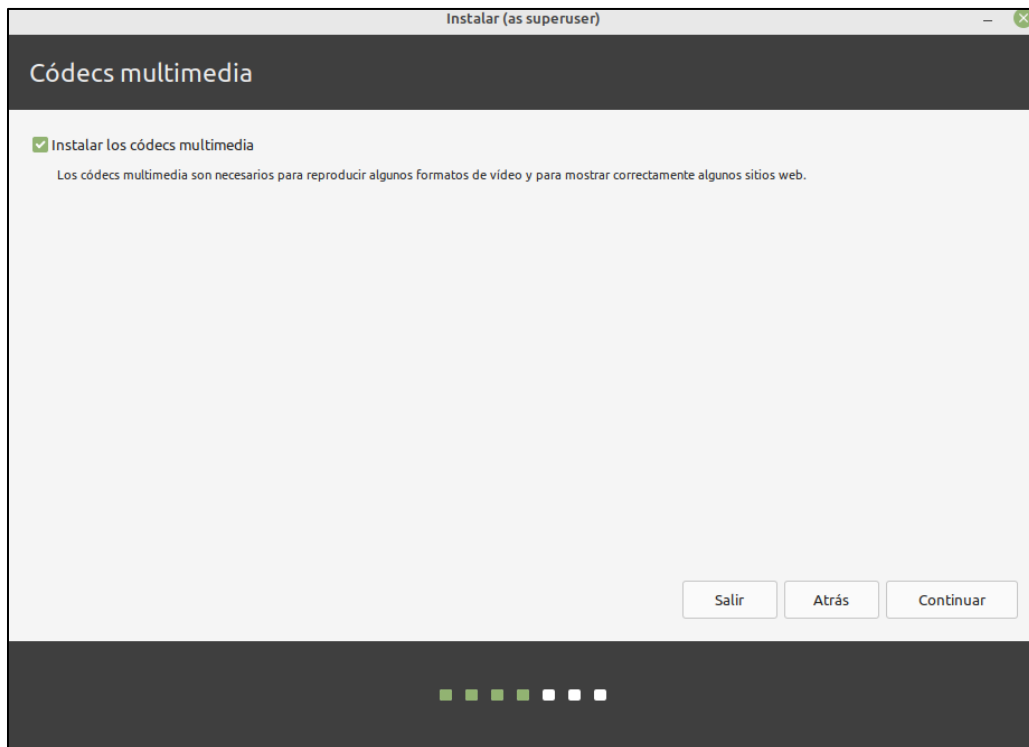 Instalar (as superuser)
Códecs multimedia
Instalar los códecs multimedia
Los códecs multimedia son necesarios para reproducir algunos formatos de vídeo y para mostrar correctamente algunos sitios web.
Salir Atrás Continuar